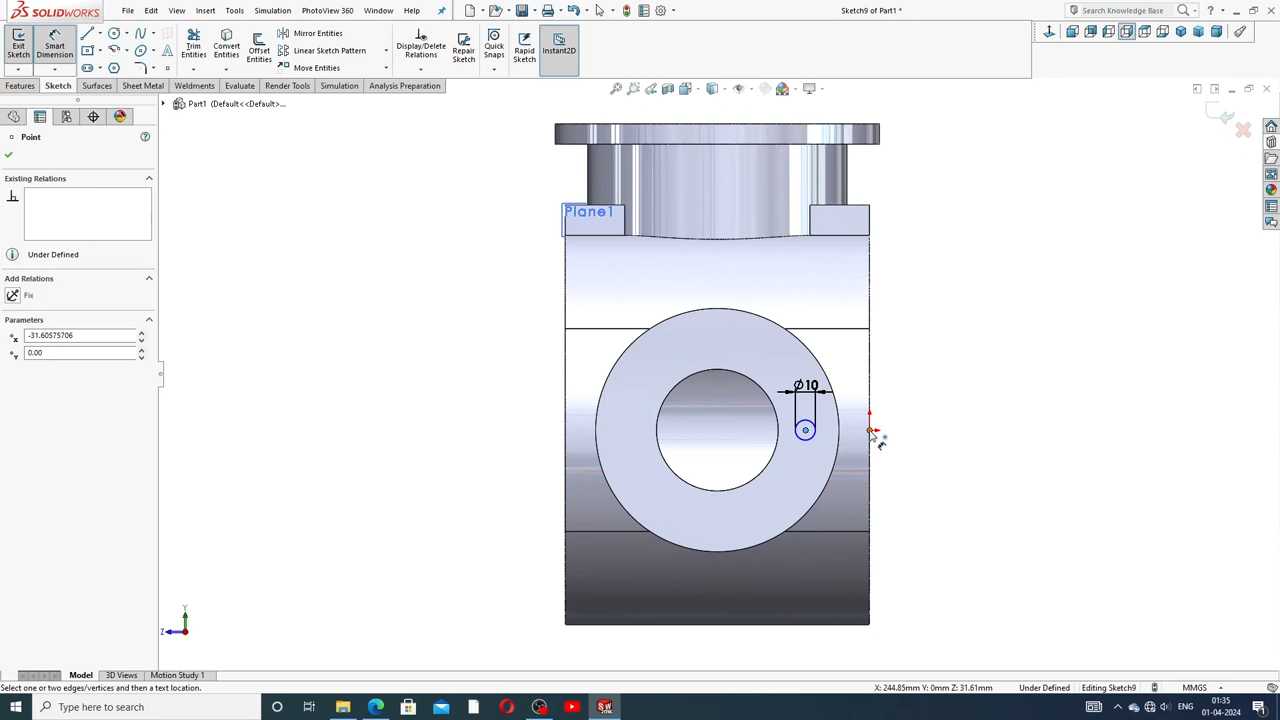 SOLIDWORKS File Edit View Insert Tools Simulation PhotoView 360 Window Help Sketch9 of Part1 * Search Knowledge Base
Exit Sketch Smart Dimension Trim Entities Convert Entities Offset Entities Mirror Entities Linear Sketch Pattern Move Entities Display/Delete Relations Repair Sketch Quick Snaps Rapid Sketch Instant2D
Features Sketch Surfaces Sheet Metal Weldments Evaluate Render Tools Simulation Analysis Preparation
Part1 (Default<<Default>...
Point
Existing Relations
Under Defined
Add Relations
Fix
Parameters
-31.60575706
0.00
Plane1
Ø10
Y
Z
Model 3D Views Motion Study 1
Select one or two edges/vertices and then a text location. X: 244.85mm Y: 0mm Z: 31.61mm Under Defined Editing Sketch9 MMGS
Type here to search ENG 01:35
01-04-2024